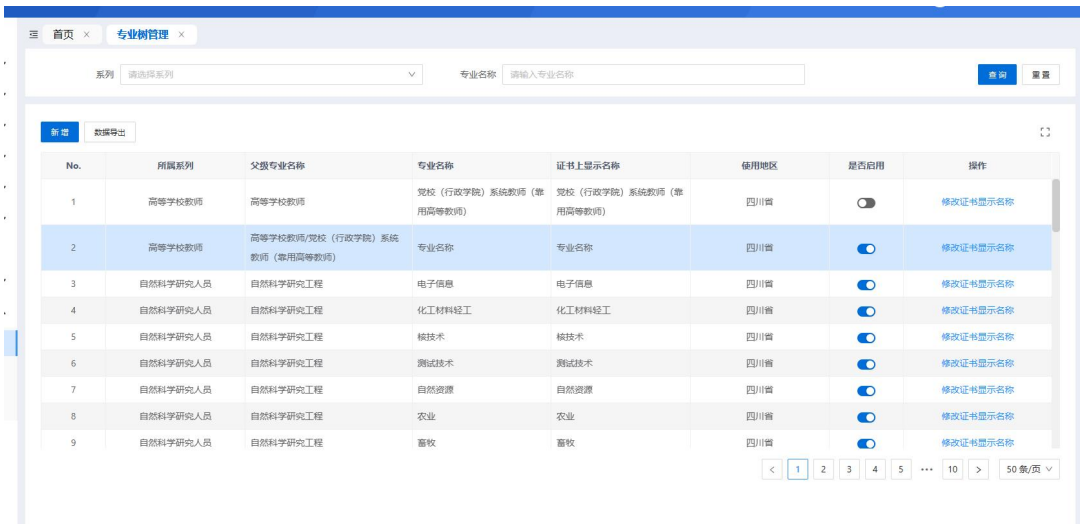 首页 × 专业树管理 ×
系列 请选择系列 专业名称 请输入专业名称 查询 重置
新增 数据导出
No. 所属系列 父级专业名称 专业名称 证书上显示名称 使用地区 是否启用 操作
1 高等学校教师 高等学校教师 党校（行政学院）系统教师（靠 党校（行政学院）系统教师（靠 四川省 修改证书显示名称
用高等教师） 用高等教师）
2 高等学校教师 高等学校教师/党校（行政学院）系统 专业名称 专业名称 四川省 修改证书显示名称
教师（靠用高等教师）
3 自然科学研究人员 自然科学研究工程 电子信息 电子信息 四川省 修改证书显示名称
4 自然科学研究人员 自然科学研究工程 化工材料轻工 化工材料轻工 四川省 修改证书显示名称
5 自然科学研究人员 自然科学研究工程 核技术 核技术 四川省 修改证书显示名称
6 自然科学研究人员 自然科学研究工程 测试技术 测试技术 四川省 修改证书显示名称
7 自然科学研究人员 自然科学研究工程 自然资源 自然资源 四川省 修改证书显示名称
8 自然科学研究人员 自然科学研究工程 农业 农业 四川省 修改证书显示名称
9 自然科学研究人员 自然科学研究工程 畜牧 畜牧 四川省 修改证书显示名称
< 1 2 3 4 5 ••• 10 > 50 条/页